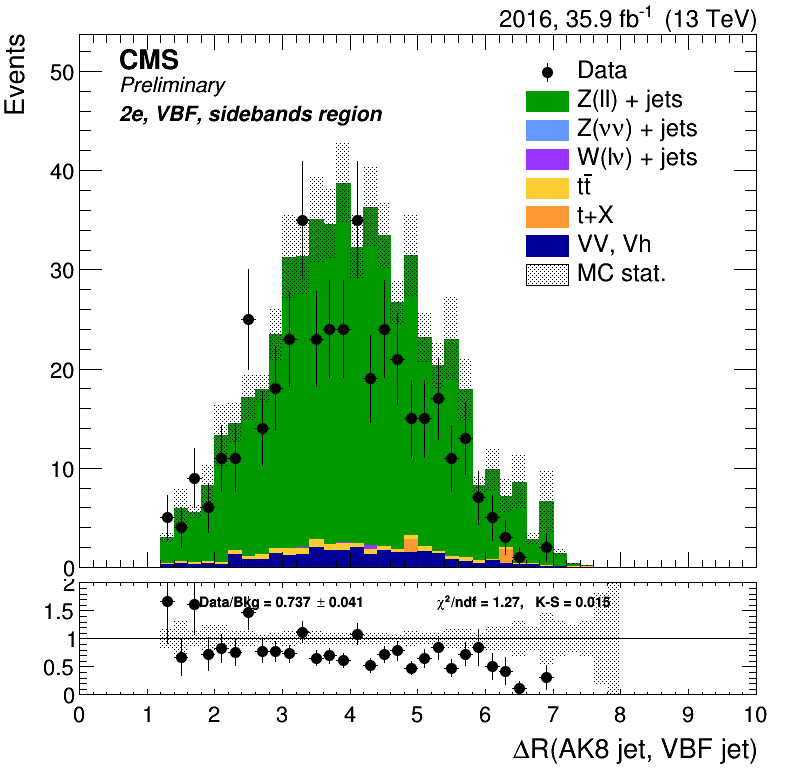 2016, 35.9 fb⁻¹ (13 TeV)
Events
CMS
Preliminary
2e, VBF, sidebands region
Data
Z(ll) + jets
Z(νν) + jets
W(lν) + jets
tt̄
t+X
VV, Vh
MC stat.
50
40
30
20
10
0
2
1.5
1
0.5
0
Data/Bkg = 0.737 ± 0.041
χ²/ndf = 1.27, K-S = 0.015
0 1 2 3 4 5 6 7 8 9 10
ΔR(AK8 jet, VBF jet)